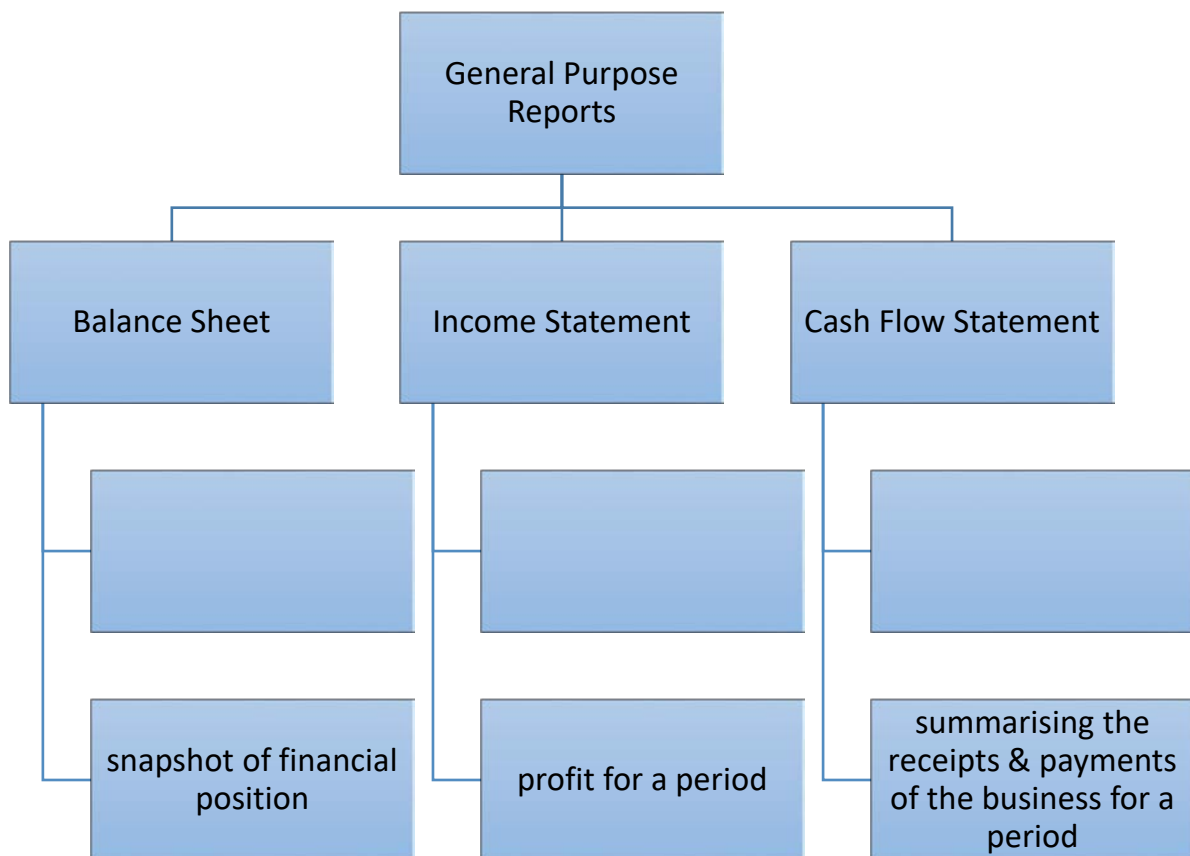 General Purpose
Reports
Balance Sheet
Income Statement
Cash Flow Statement
snapshot of financial
position
profit for a period
summarising the
receipts & payments
of the business for a
period